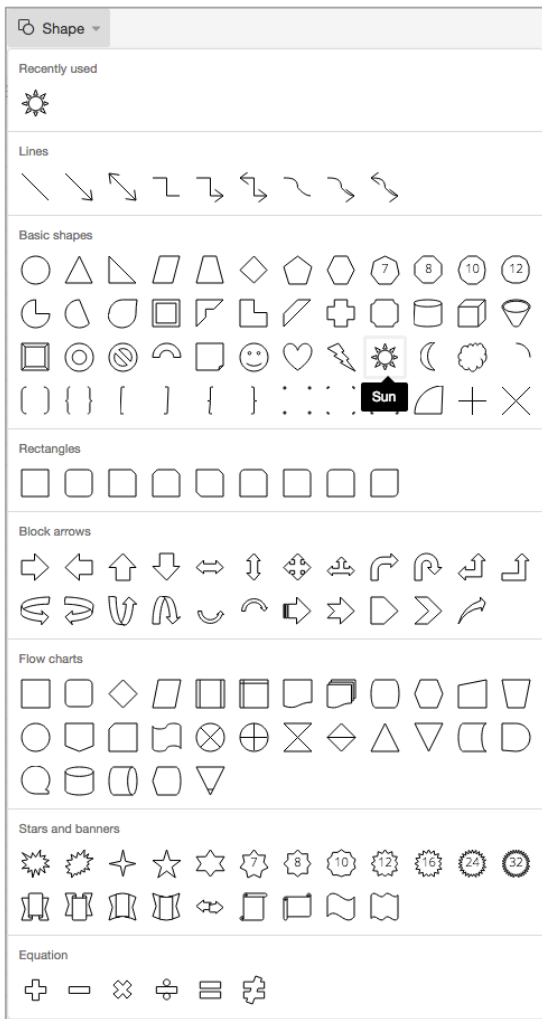 Shape
Recently used
Lines
Basic shapes
7 8 10 12
Sun
Rectangles
Block arrows
Flow charts
Stars and banners
7 8 10 12 16 24 32
Equation